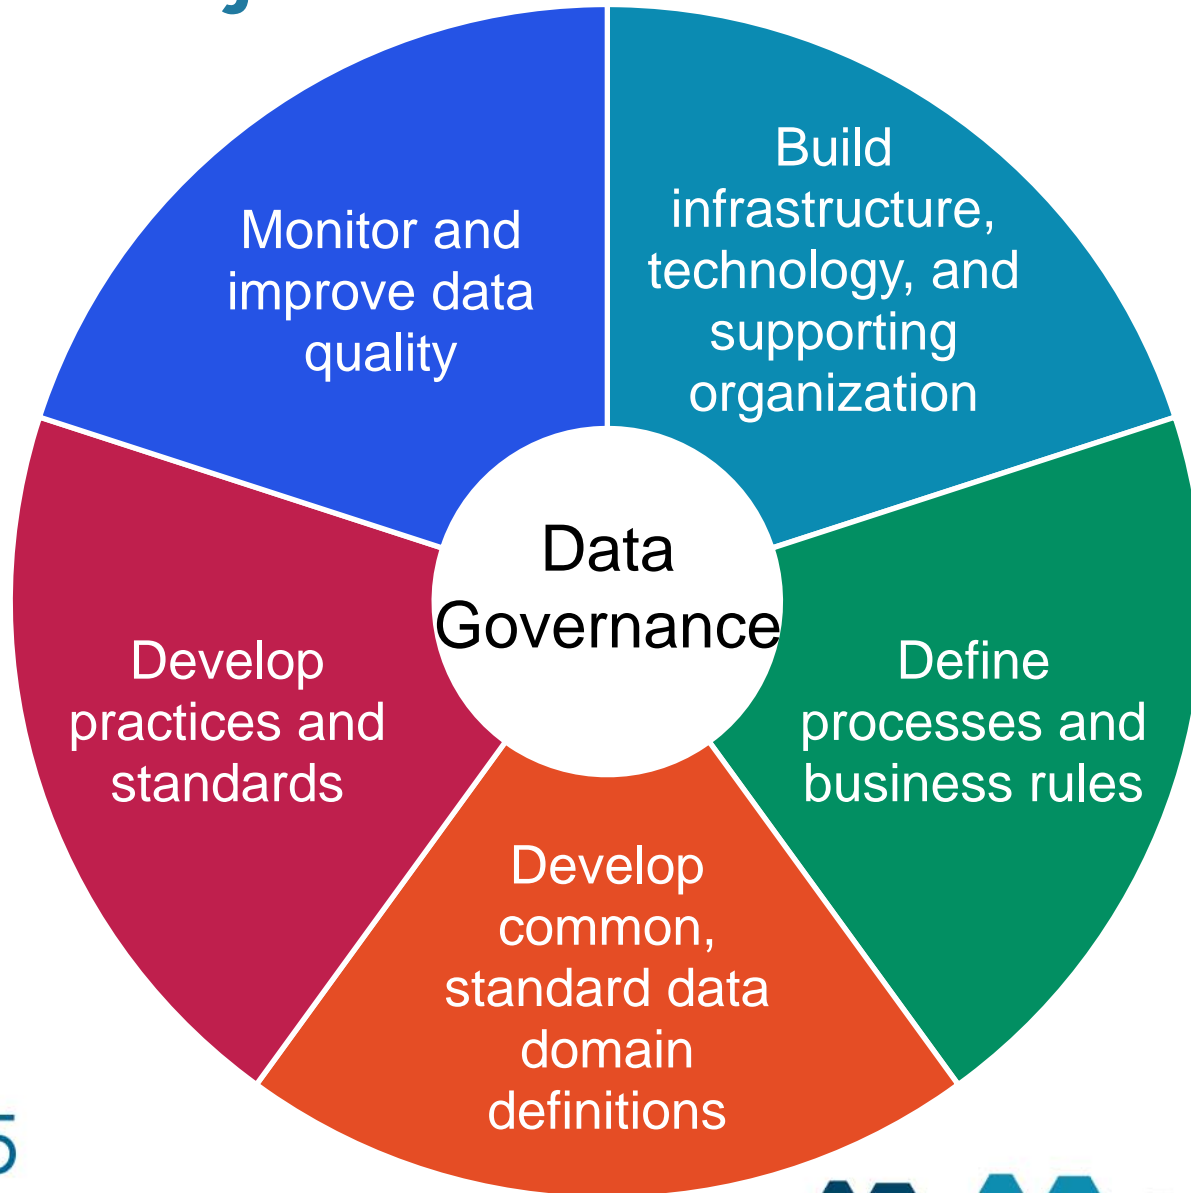 Build
infrastructure,
technology, and
supporting
organization
Monitor and
improve data
quality
Data
Governance
Define
processes and
business rules
Develop
practices and
standards
Develop
common,
standard data
domain
definitions
5